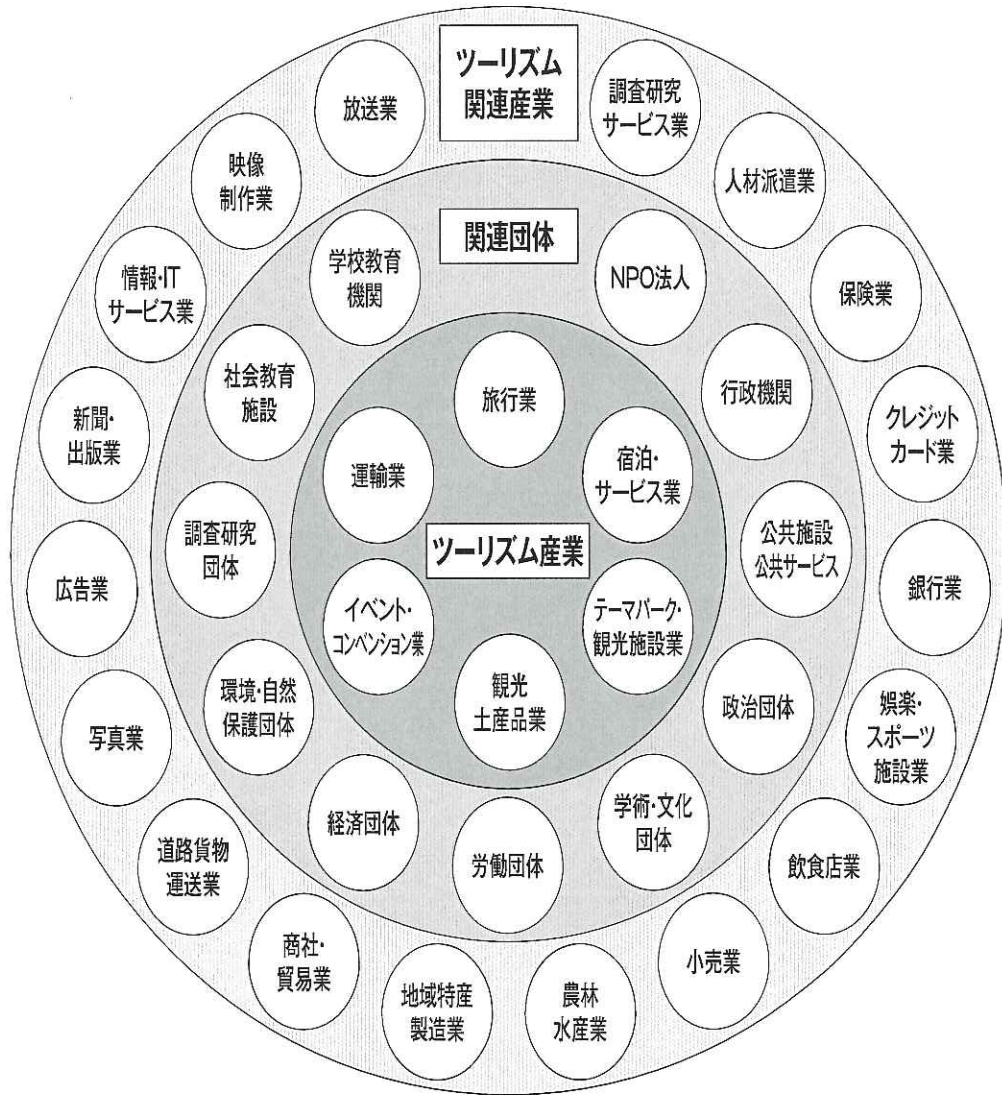 ツーリズム
関連産業
調査研究
サービス業
人材派遣業
保険業
クレジット
カード業
銀行業
娯楽・
スポーツ
施設業
飲食店業
小売業
農林
水産業
地域特産
製造業
商社・
貿易業
道路貨物
運送業
写真業
広告業
新聞・
出版業
情報・IT
サービス業
映像
制作業
放送業
関連団体
NPO法人
行政機関
公共施設
公共サービス
政治団体
学術・文化
団体
労働団体
経済団体
環境・自然
保護団体
調査研究
団体
社会教育
施設
学校教育
機関
ツーリズム産業
旅行業
宿泊・
サービス業
テーマパーク・
観光施設業
観光
土産品業
イベント・
コンベンション業
運輸業